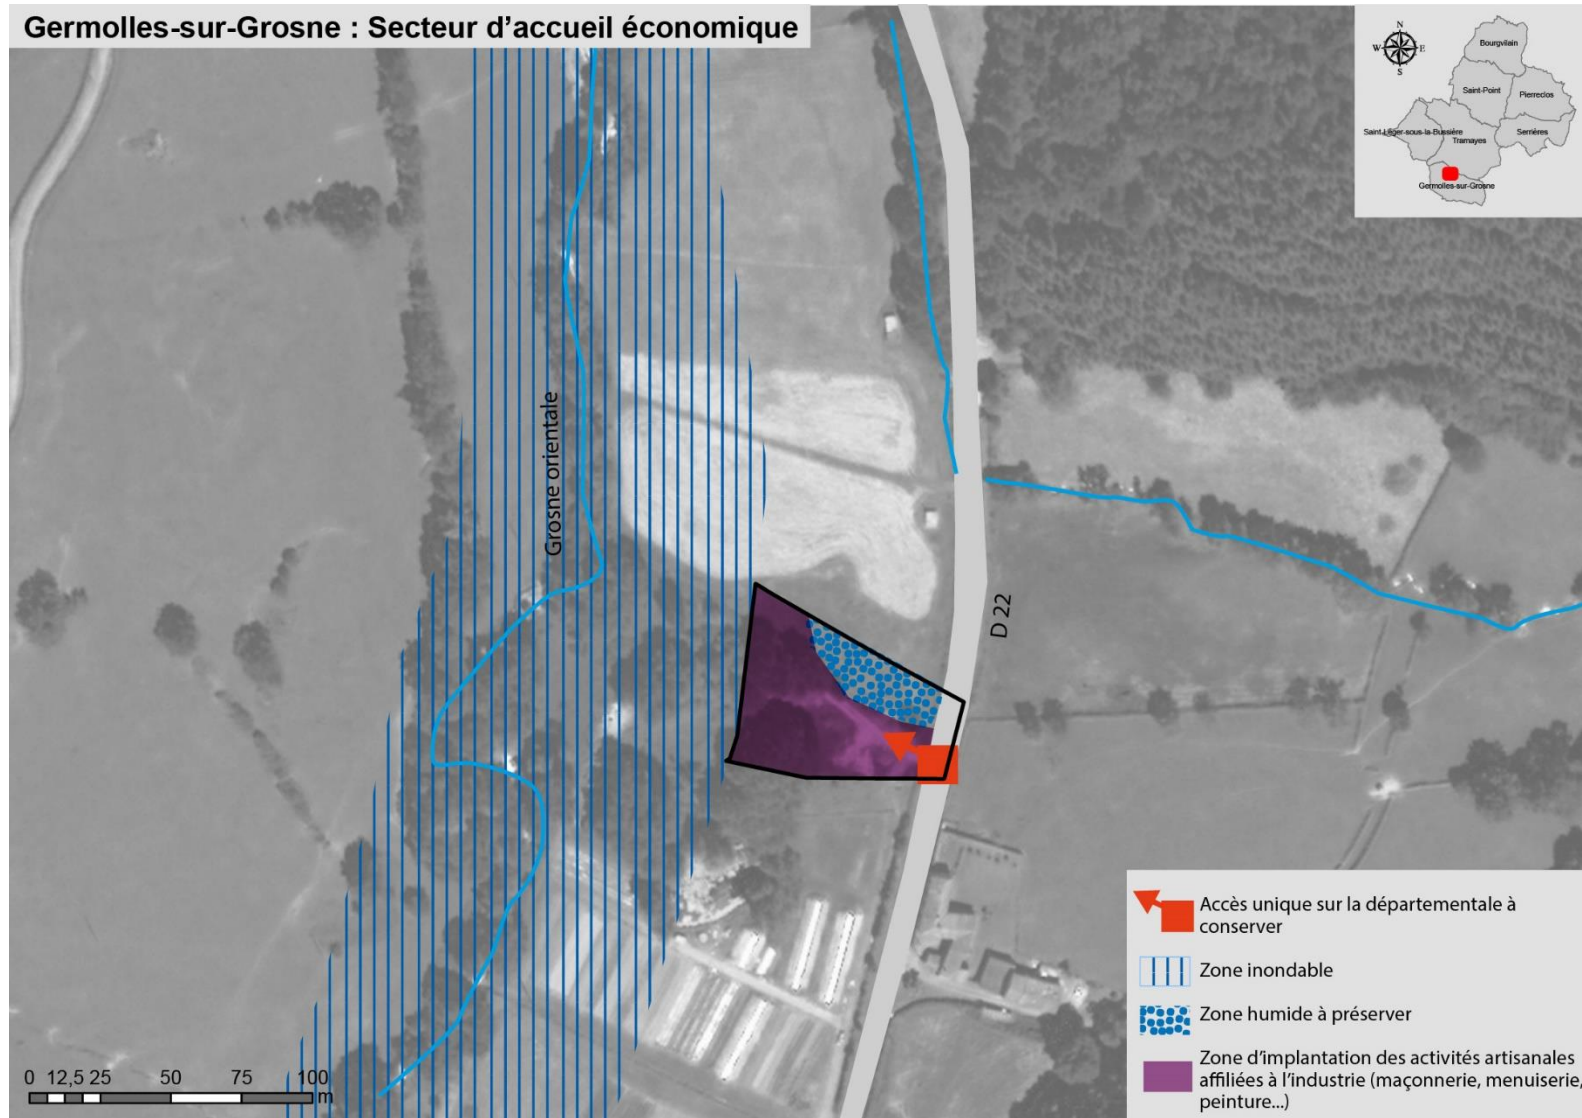 Germolles-sur-Grosne : Secteur d'accueil économique
N
W
E
S
Bourgvilain
Saint-Point
Pierreclos
Saint-Léger-sous-la-Bussière
Tramayes
Serrières
Germolles-sur-Grosne
Grosne orientale
D 22
Accès unique sur la départementale à
conserver
Zone inondable
Zone humide à préserver
Zone d'implantation des activités artisanales
affiliées à l'industrie (maçonnerie, menuiserie,
peinture...)
0 12,5 25 50 75 100
m